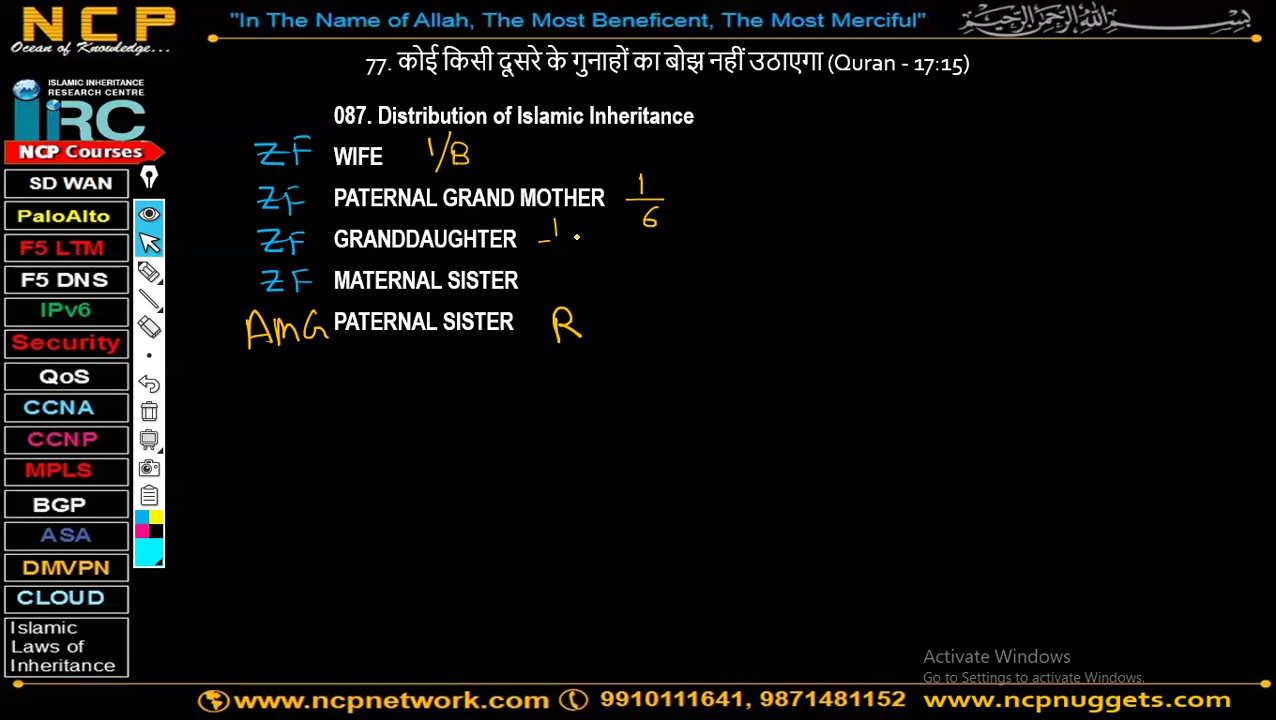 NCP
Ocean of Knowledge...
"In The Name of Allah, The Most Beneficent, The Most Merciful"
بِسْمِ اللهِ الرَّحْمٰنِ الرَّحِيْمِ
77. कोई किसी दूसरे के गुनाहों का बोझ नहीं उठाएगा (Quran - 17:15)
ISLAMIC INHERITANCE
RESEARCH CENTRE
iRC
NCP Courses
SD WAN
PaloAlto
F5 LTM
F5 DNS
IPv6
Security
QoS
CCNA
CCNP
MPLS
BGP
ASA
DMVPN
CLOUD
Islamic
Laws of
Inheritance
087. Distribution of Islamic Inheritance
ZF WIFE 1/8
ZF PATERNAL GRAND MOTHER 1/6
ZF GRANDDAUGHTER 1
ZF MATERNAL SISTER
AMG PATERNAL SISTER R
Activate Windows
Go to Settings to activate Windows.
www.ncpnetwork.com 9910111641, 9871481152 www.ncpnuggets.com